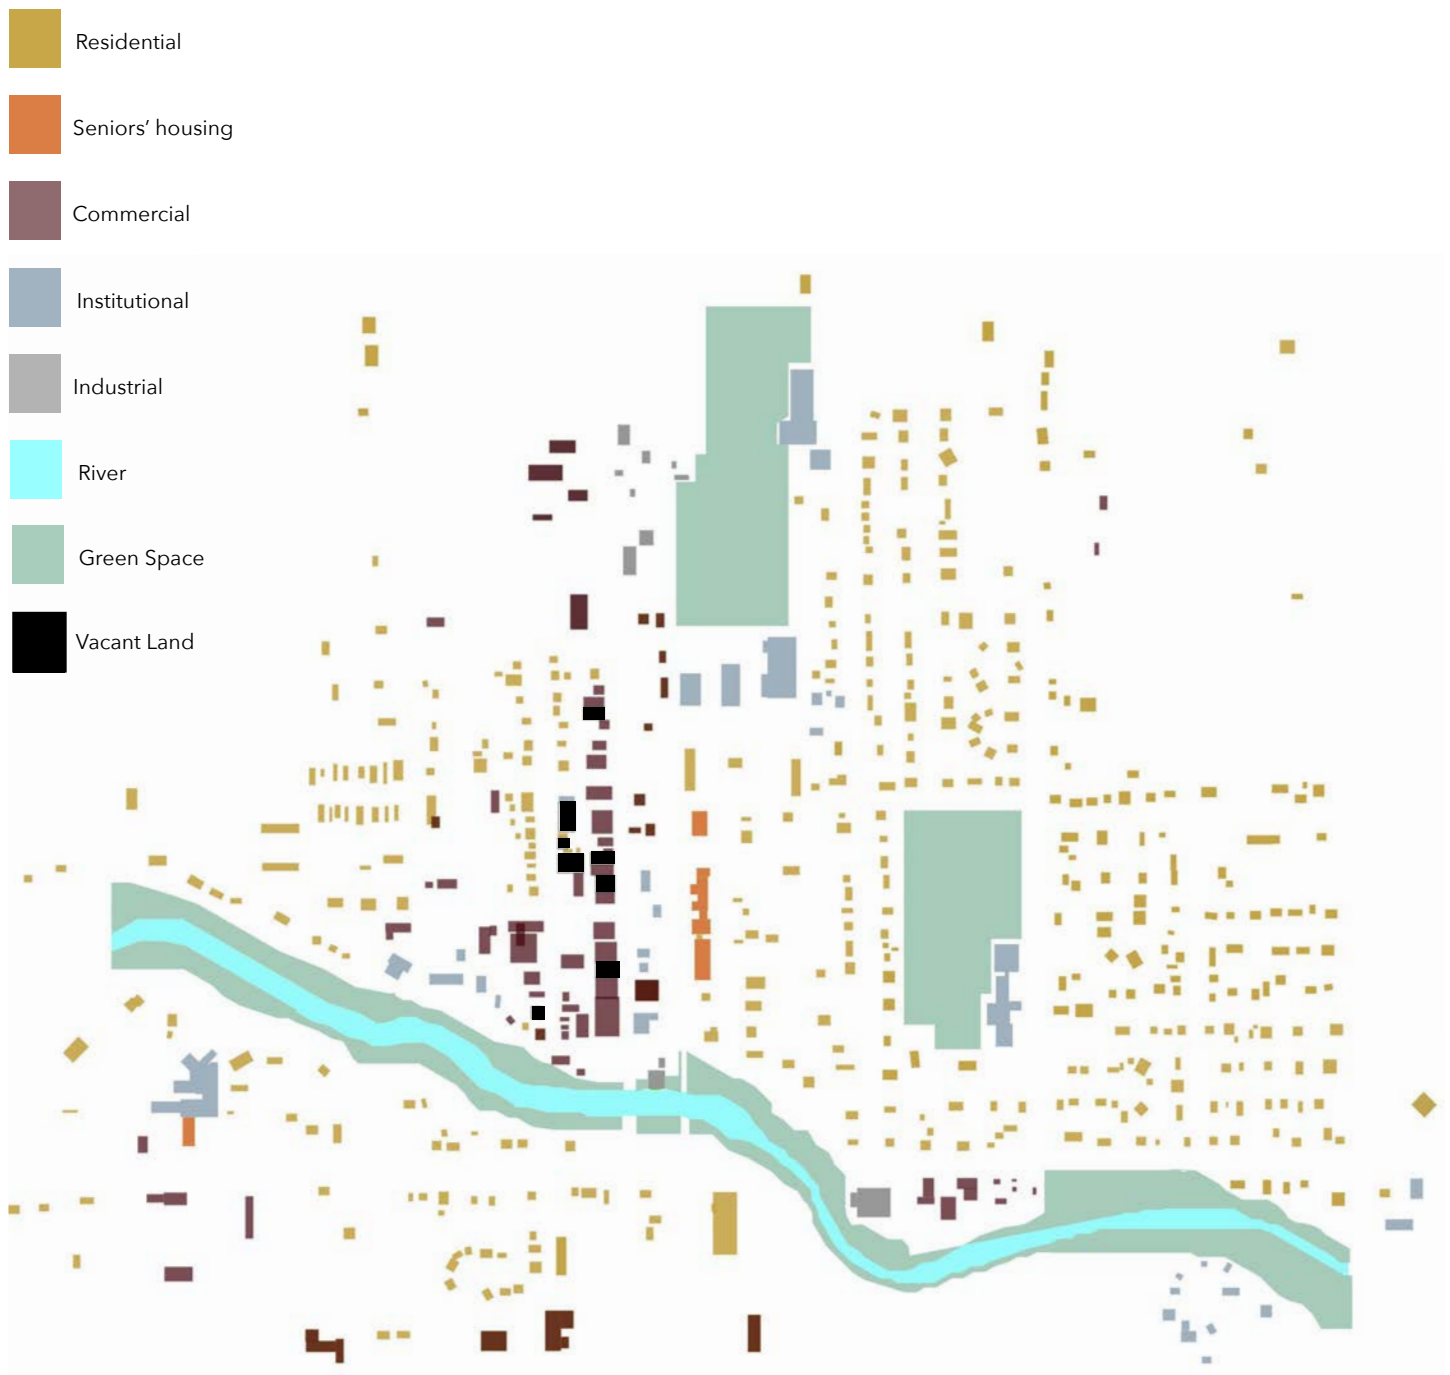 Residential
Seniors’ housing
Commercial
Institutional
Industrial
River
Green Space
Vacant Land